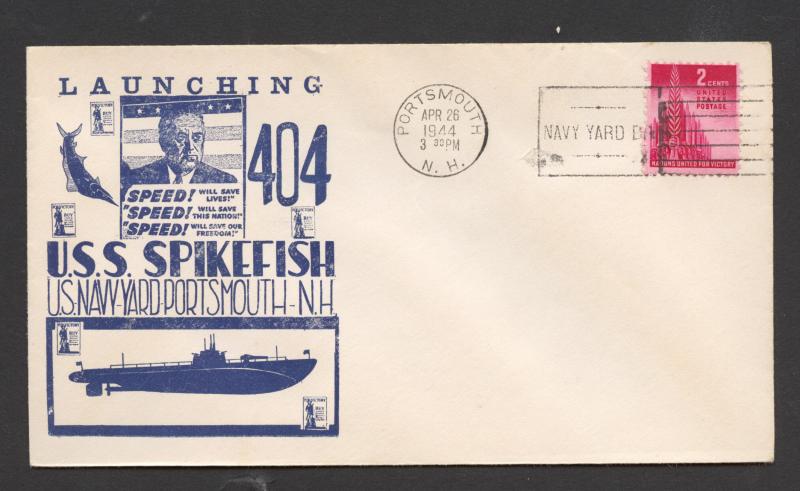 LAUNCHING
SPEED! WILL SAVE LIVES!"
"SPEED! WILL SAVE THIS NATION!"
"SPEED! WILL SAVE OUR FREEDOM!"
404
U.S.S. SPIKEFISH
U.S. NAVY-YARD-PORTSMOUTH-N.H.
PORTSMOUTH
APR 26
1944
3 30 PM
N. H.
NAVY YARD
2 CENTS
UNITED
STATES
POSTAGE
NATIONS UNITED FOR VICTORY